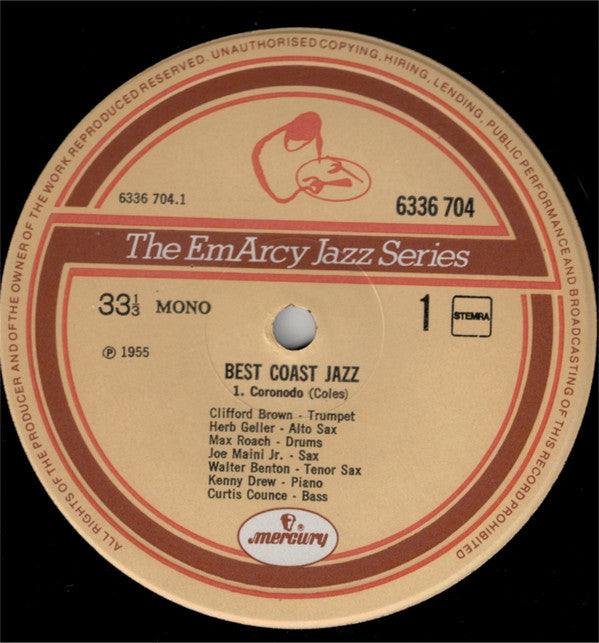 ALL RIGHTS OF THE PRODUCER AND OF THE OWNER OF THE WORK REPRODUCED RESERVED. UNAUTHORISED COPYING, HIRING, LENDING, PUBLIC PERFORMANCE AND BROADCASTING OF THIS RECORD PROHIBITED
6336 704.1
6336 704
The EmArcy Jazz Series
33⅓ MONO
1
STEMRA
℗ 1955
BEST COAST JAZZ
1. Coronodo (Coles)
Clifford Brown - Trumpet
Herb Geller - Alto Sax
Max Roach - Drums
Joe Maini Jr. - Sax
Walter Benton - Tenor Sax
Kenny Drew - Piano
Curtis Counce - Bass
®
mercury